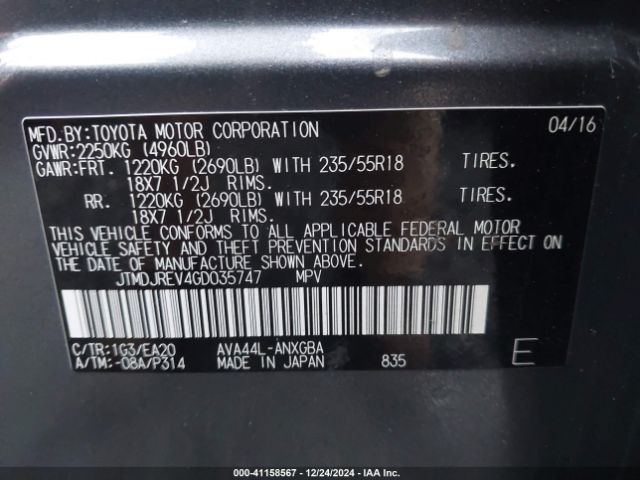 MFD.BY:TOYOTA MOTOR CORPORATION 04/16
GVWR:2250KG (4960LB)
GAWR:FRT. 1220KG (2690LB) WITH 235/55R18 TIRES.
18X7 1/2J RIMS.
RR. 1220KG (2690LB) WITH 235/55R18 TIRES.
18X7 1/2J RIMS.
THIS VEHICLE CONFORMS TO ALL APPLICABLE FEDERAL MOTOR
VEHICLE SAFETY AND THEFT PREVENTION STANDARDS IN EFFECT ON
THE DATE OF MANUFACTURE SHOWN ABOVE.
JTMDJREV4GD035747 MPV
C/TR:1G3/EA20 AVA44L-ANXGBA
A/TM:-08A/P314 MADE IN JAPAN 835 E
000-41158567 - 12/24/2024 - IAA Inc.